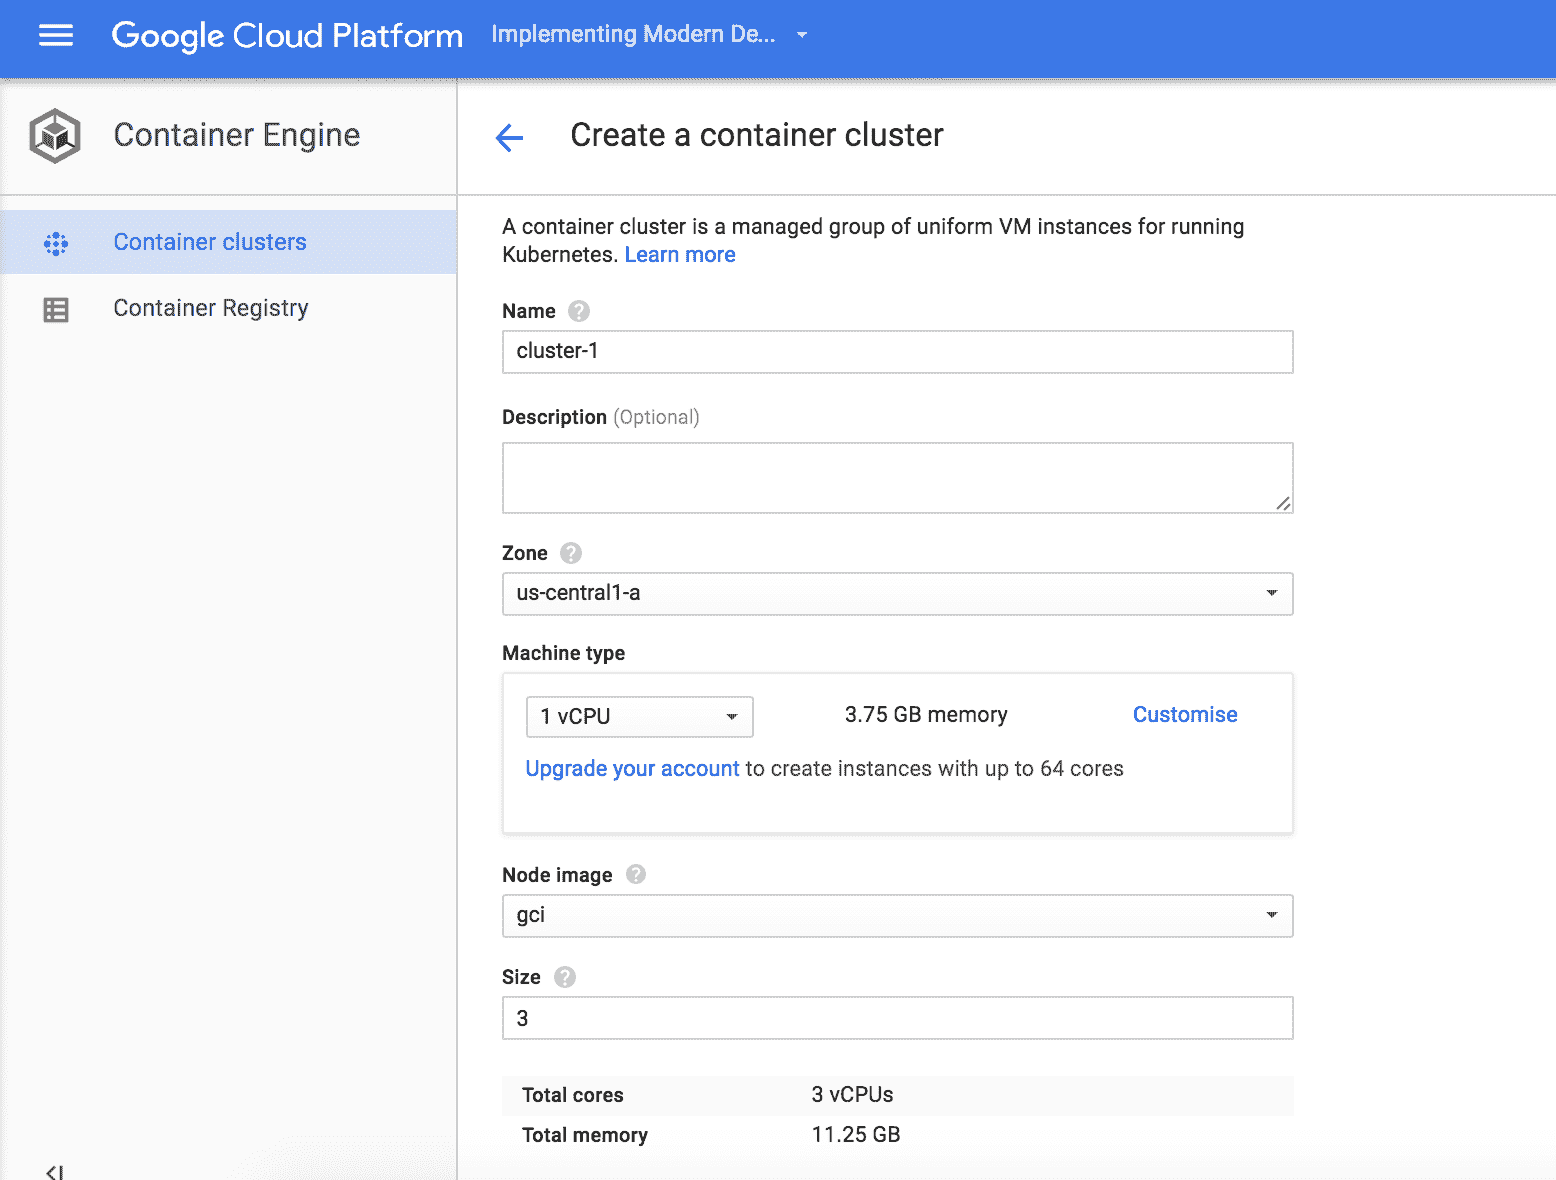 Google Cloud Platform Implementing Modern De...
Container Engine
Create a container cluster
Container clusters
Container Registry
A container cluster is a managed group of uniform VM instances for running
Kubernetes. Learn more
Name ?
cluster-1
Description (Optional)
Zone ?
us-central1-a
Machine type
1 vCPU 3.75 GB memory Customise
Upgrade your account to create instances with up to 64 cores
Node image ?
gci
Size ?
3
Total cores 3 vCPUs
Total memory 11.25 GB